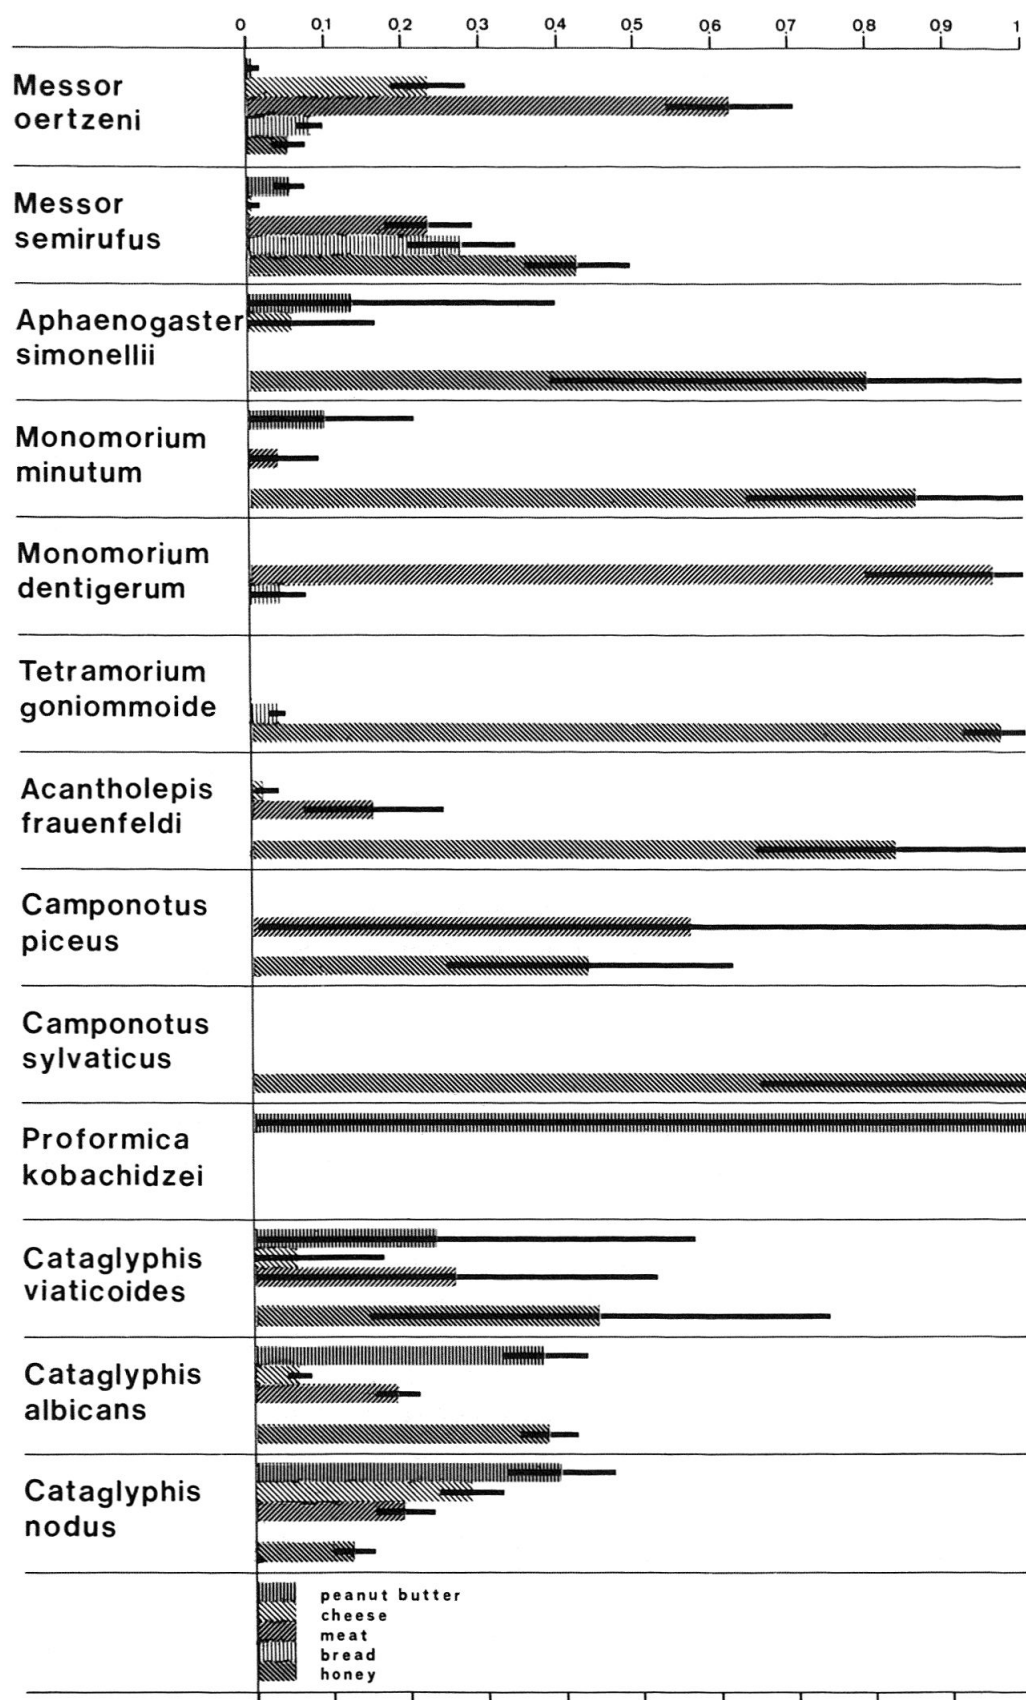 0 0.1 0.2 0.3 0.4 0.5 0.6 0.7 0.8 0.9 1
Messor
oertzeni
Messor
semirufus
Aphaenogaster
simonellii
Monomorium
minutum
Monomorium
dentigerum
Tetramorium
goniommoide
Acantholepis
frauenfeldi
Camponotus
piceus
Camponotus
sylvaticus
Proformica
kobachidzei
Cataglyphis
viaticoides
Cataglyphis
albicans
Cataglyphis
nodus
peanut butter
cheese
meat
bread
honey